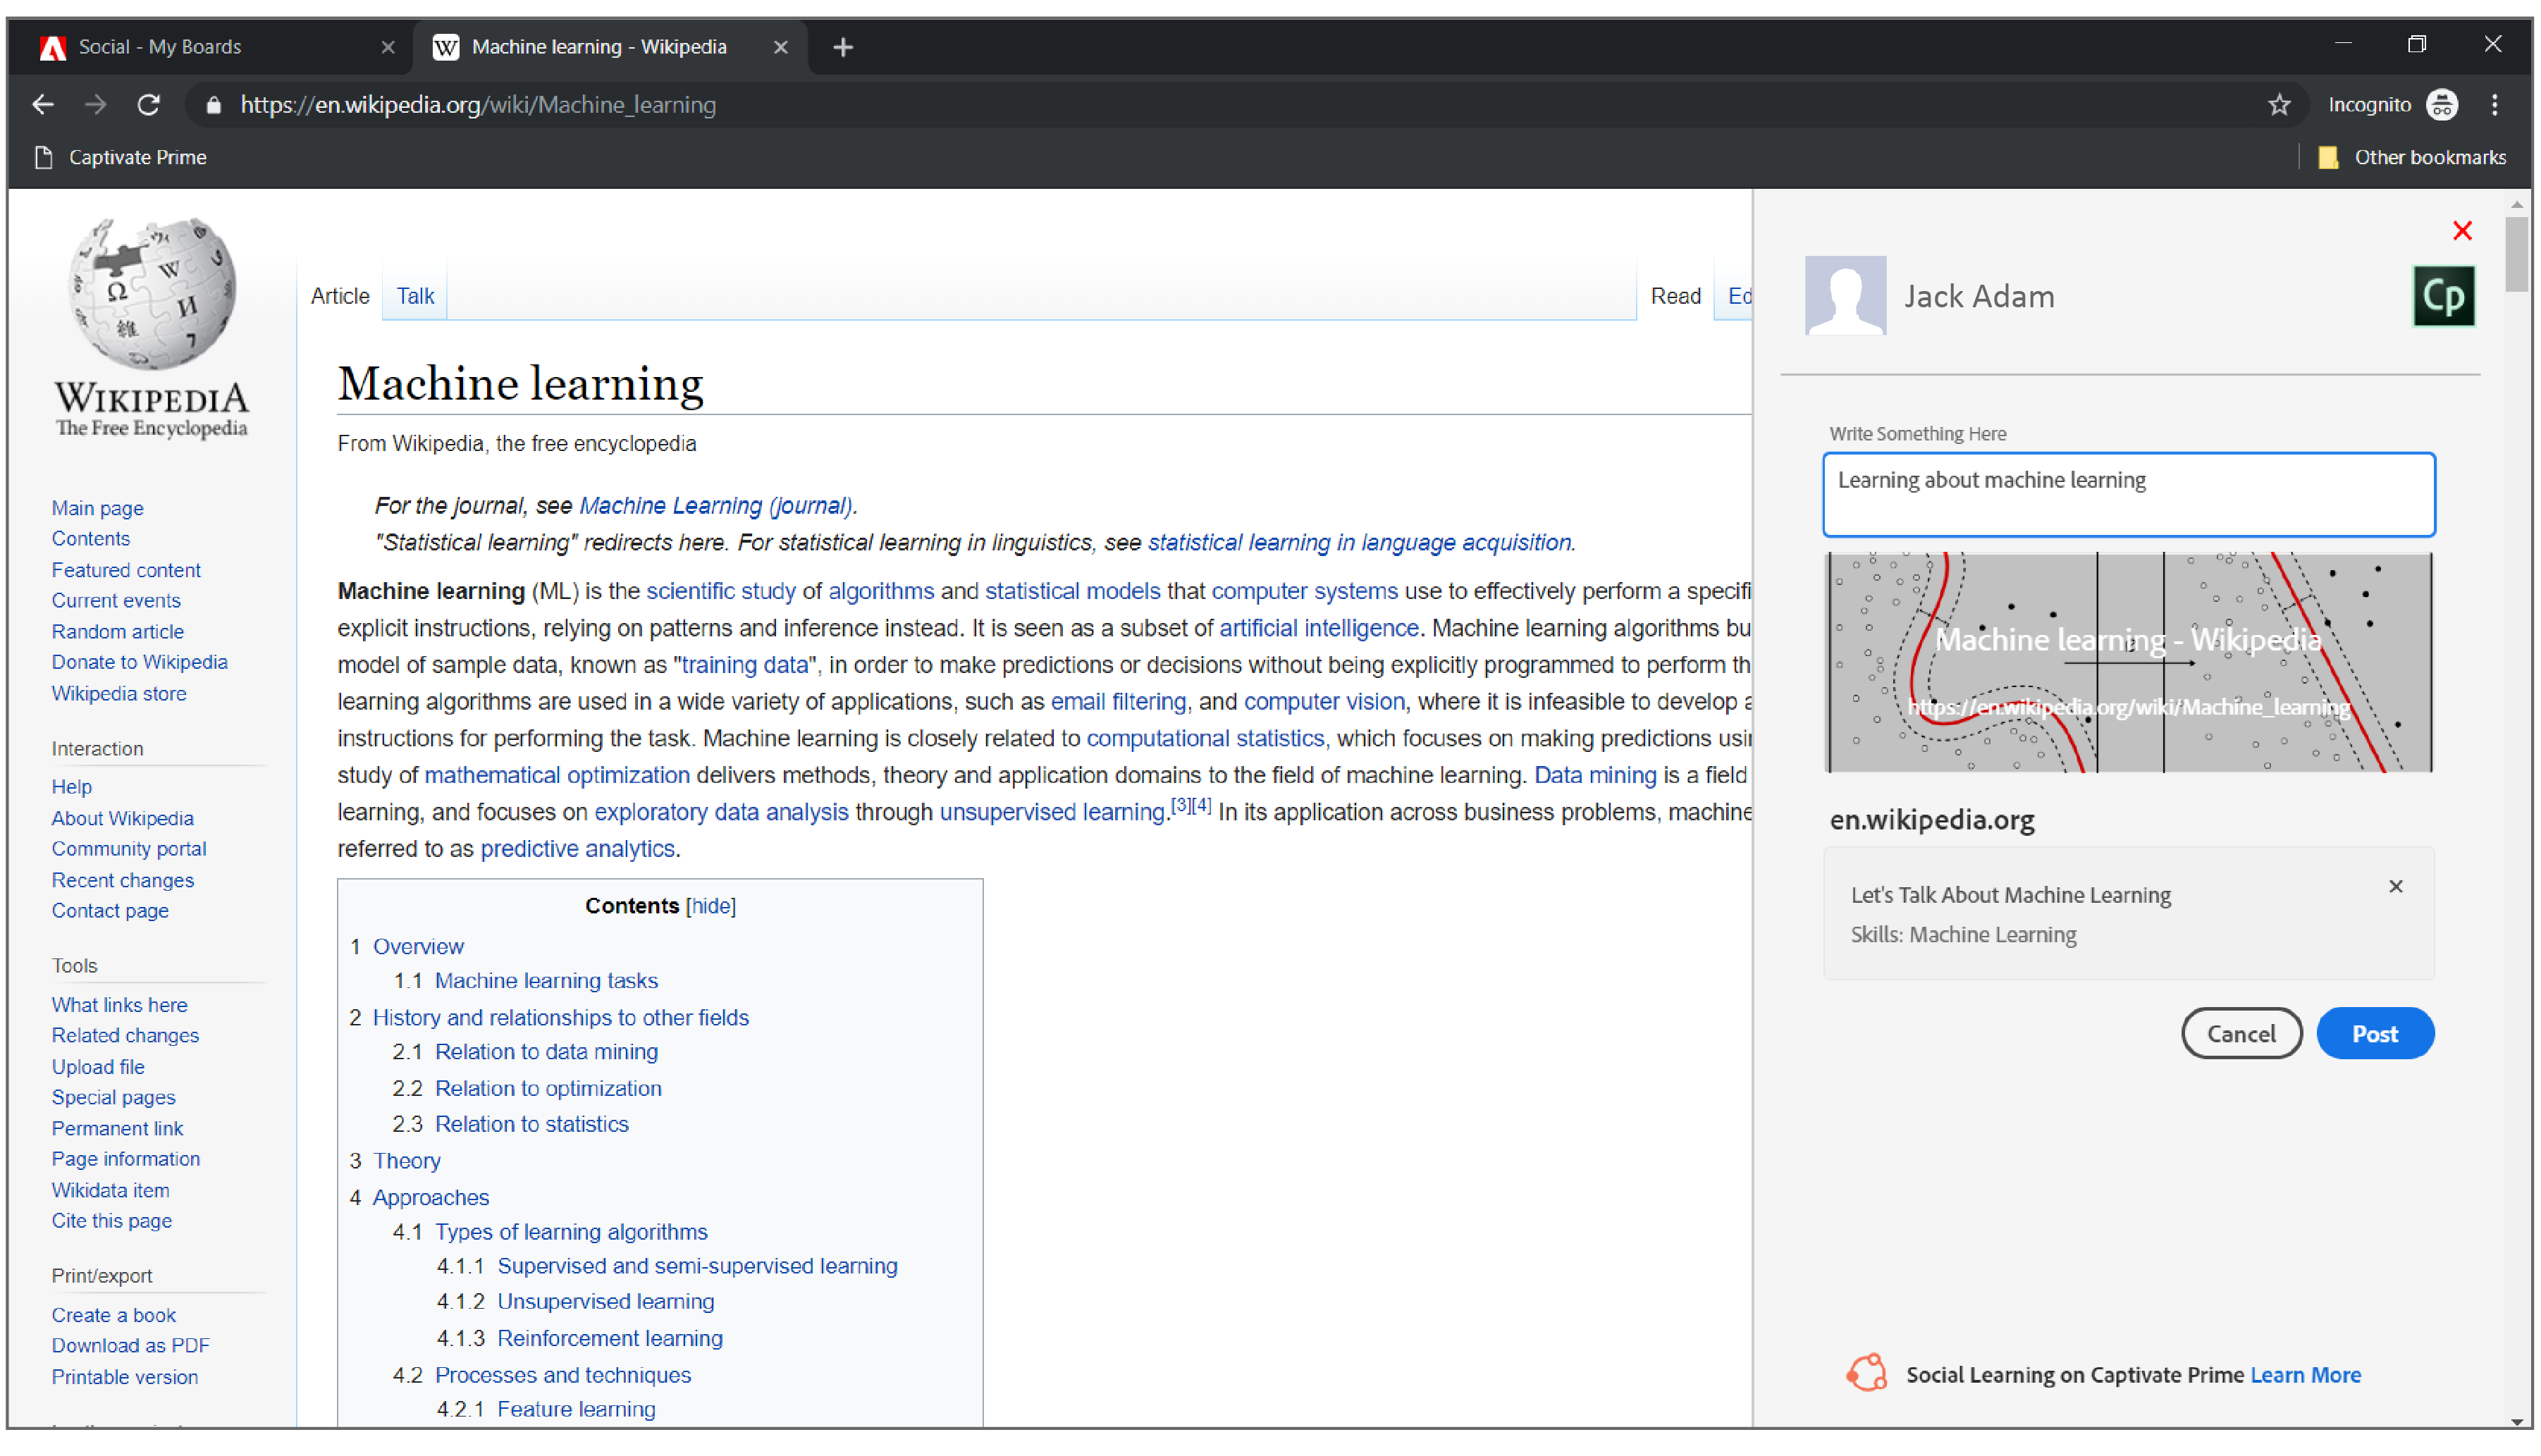 Social - My Boards
W Machine learning - Wikipedia
https://en.wikipedia.org/wiki/Machine_learning
Incognito
Captivate Prime
Other bookmarks
WIKIPEDIA
The Free Encyclopedia
Main page
Contents
Featured content
Current events
Random article
Donate to Wikipedia
Wikipedia store
Interaction
Help
About Wikipedia
Community portal
Recent changes
Contact page
Tools
What links here
Related changes
Upload file
Special pages
Permanent link
Page information
Wikidata item
Cite this page
Print/export
Create a book
Download as PDF
Printable version
Article Talk Read Ed
Machine learning
From Wikipedia, the free encyclopedia
For the journal, see Machine Learning (journal).
"Statistical learning" redirects here. For statistical learning in linguistics, see statistical learning in language acquisition.
Machine learning (ML) is the scientific study of algorithms and statistical models that computer systems use to effectively perform a specifi
explicit instructions, relying on patterns and inference instead. It is seen as a subset of artificial intelligence. Machine learning algorithms bu
model of sample data, known as "training data", in order to make predictions or decisions without being explicitly programmed to perform th
learning algorithms are used in a wide variety of applications, such as email filtering, and computer vision, where it is infeasible to develop a
instructions for performing the task. Machine learning is closely related to computational statistics, which focuses on making predictions usi
study of mathematical optimization delivers methods, theory and application domains to the field of machine learning. Data mining is a field
learning, and focuses on exploratory data analysis through unsupervised learning.[3][4] In its application across business problems, machine
referred to as predictive analytics.
Contents [hide]
1 Overview
1.1 Machine learning tasks
2 History and relationships to other fields
2.1 Relation to data mining
2.2 Relation to optimization
2.3 Relation to statistics
3 Theory
4 Approaches
4.1 Types of learning algorithms
4.1.1 Supervised and semi-supervised learning
4.1.2 Unsupervised learning
4.1.3 Reinforcement learning
4.2 Processes and techniques
4.2.1 Feature learning
Jack Adam
Cp
Write Something Here
Learning about machine learning
Machine learning - Wikipedia
https://en.wikipedia.org/wiki/Machine_learning
en.wikipedia.org
Let's Talk About Machine Learning
Skills: Machine Learning
Cancel
Post
Social Learning on Captivate Prime Learn More